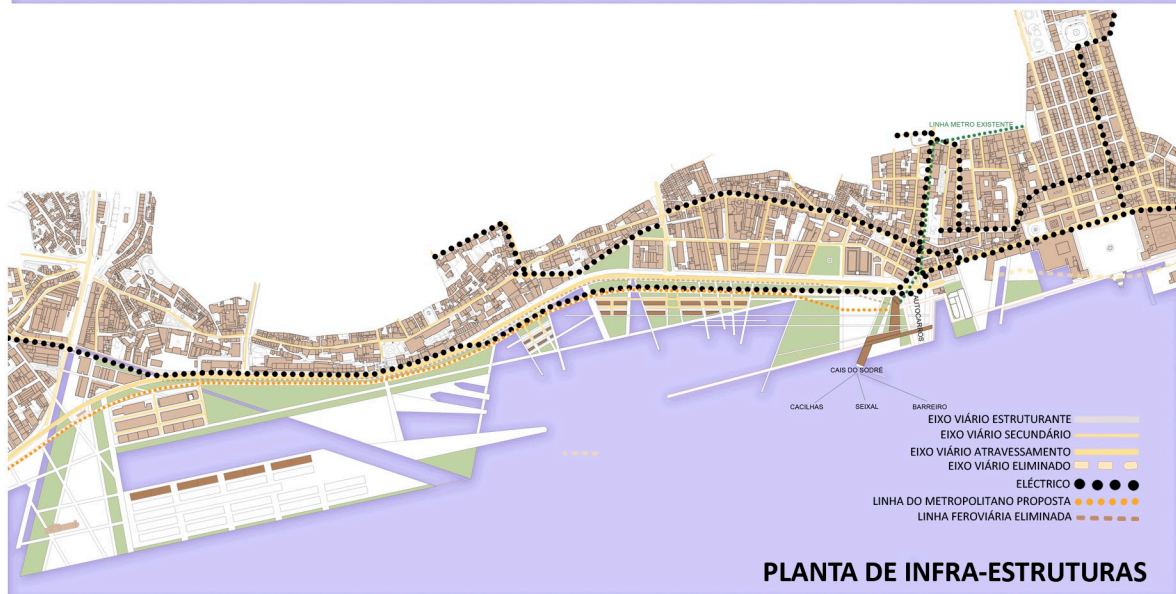 LINHA METRO EXISTENTE
AUTOCARROS
CAIS DO SODRÉ
CACILHAS SEIXAL BARREIRO
EIXO VIÁRIO ESTRUTURANTE
EIXO VIÁRIO SECUNDÁRIO
EIXO VIÁRIO ATRAVESSAMENTO
EIXO VIÁRIO ELIMINADO
ELÉCTRICO
LINHA DO METROPOLITANO PROPOSTA
LINHA FEROVIÁRIA ELIMINADA
PLANTA DE INFRA-ESTRUTURAS